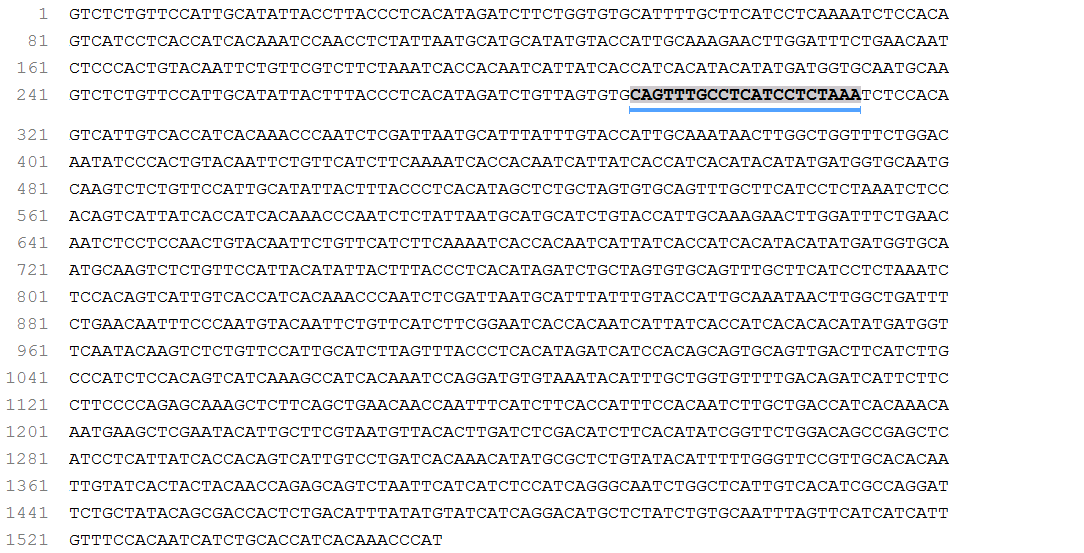 1 GTCTCTGTTCCATTGCATATTACCTTACCCTCACATAGATCTTCTGGTGTGCATTTTGCTTCATCCTCAAAATCTCCACA
81 GTCATCCTCACCATCACAAATCCAACCTCTATTAATGCATGCATATGTACCATTGCAAAGAACTTGGATTTCTGAACAAT
161 CTCCCACTGTACAATTCTGTTCGTCTTCTAAATCACCACAATCATTATCACCATCACATACATATGATGGTGCAATGCAA
241 GTCTCTGTTCCATTGCATATTACTTTACCCTCACATAGATCTGTTAGTGTGCAGTTTGCCTCATCCTCTAAATCTCCACA
321 GTCATTGTCACCATCACAAACCCAATCTCGATTAATGCATTTATTTGTACCATTGCAAATAACTTGGCTGGTTTCTGGAC
401 AATATCCCACTGTACAATTCTGTTCATCTTCAAAATCACCACAATCATTATCACCATCACATACATATGATGGTGCAATG
481 CAAGTCTCTGTTCCATTGCATATTACTTTACCCTCACATAGCTCTGCTAGTGTGCAGTTTGCTTCATCCTCTAAATCTCC
561 ACAGTCATTATCACCATCACAAACCCAATCTCTATTAATGCATGCATCTGTACCATTGCAAAGAACTTGGATTTCTGAAC
641 AATCTCCTCCAACTGTACAATTCTGTTCATCTTCAAAATCACCACAATCATTATCACCATCACATACATATGATGGTGCA
721 ATGCAAGTCTCTGTTCCATTACATATTACTTTACCCTCACATAGATCTGCTAGTGTGCAGTTTGCTTCATCCTCTAAATC
801 TCCACAGTCATTGTCACCATCACAAACCCAATCTCGATTAATGCATTTATTTGTACCATTGCAAATAACTTGGCTGATTT
881 CTGAACAATTTCCCAATGTACAATTCTGTTCATCTTCGGAATCACCACAATCATTATCACCATCACACACATATGATGGT
961 TCAATACAAGTCTCTGTTCCATTGCATCTTAGTTTACCCTCACATAGATCATCCACAGCAGTGCAGTTGACTTCATCTTG
1041 CCCATCTCCACAGTCATCAAAGCCATCACAAATCCAGGATGTGTAAATACATTTGCTGGTGTTTTGACAGATCATTCTTC
1121 CTTCCCCAGAGCAAAGCTCTTCAGCTGAACAACCAATTTCATCTTCACCATTTCCACAATCTTGCTGACCATCACAAACA
1201 AATGAAGCTCGAATACATTGCTTCGTAATGTTACACTTGATCTCGACATCTTCACATATCGGTTCTGGACAGCCGAGCTC
1281 ATCCTCATTATCACCACAGTCATTGTCCTGATCACAAACATATGCGCTCTGTATACATTTTTGGGTTCCGTTGCACACAA
1361 TTGTATCACTACTACAACCAGAGCAGTCTAATTCATCATCTCCATCAGGGCAATCTGGCTCATTGTCACATCGCCAGGAT
1441 TCTGCTATACAGCGACCACTCTGACATTTATATGTATCATCAGGACATGCTCTATCTGTGCAATTTAGTTCATCATCATT
1521 GTTTCCACAATCATCTGCACCATCACAAACCCAT